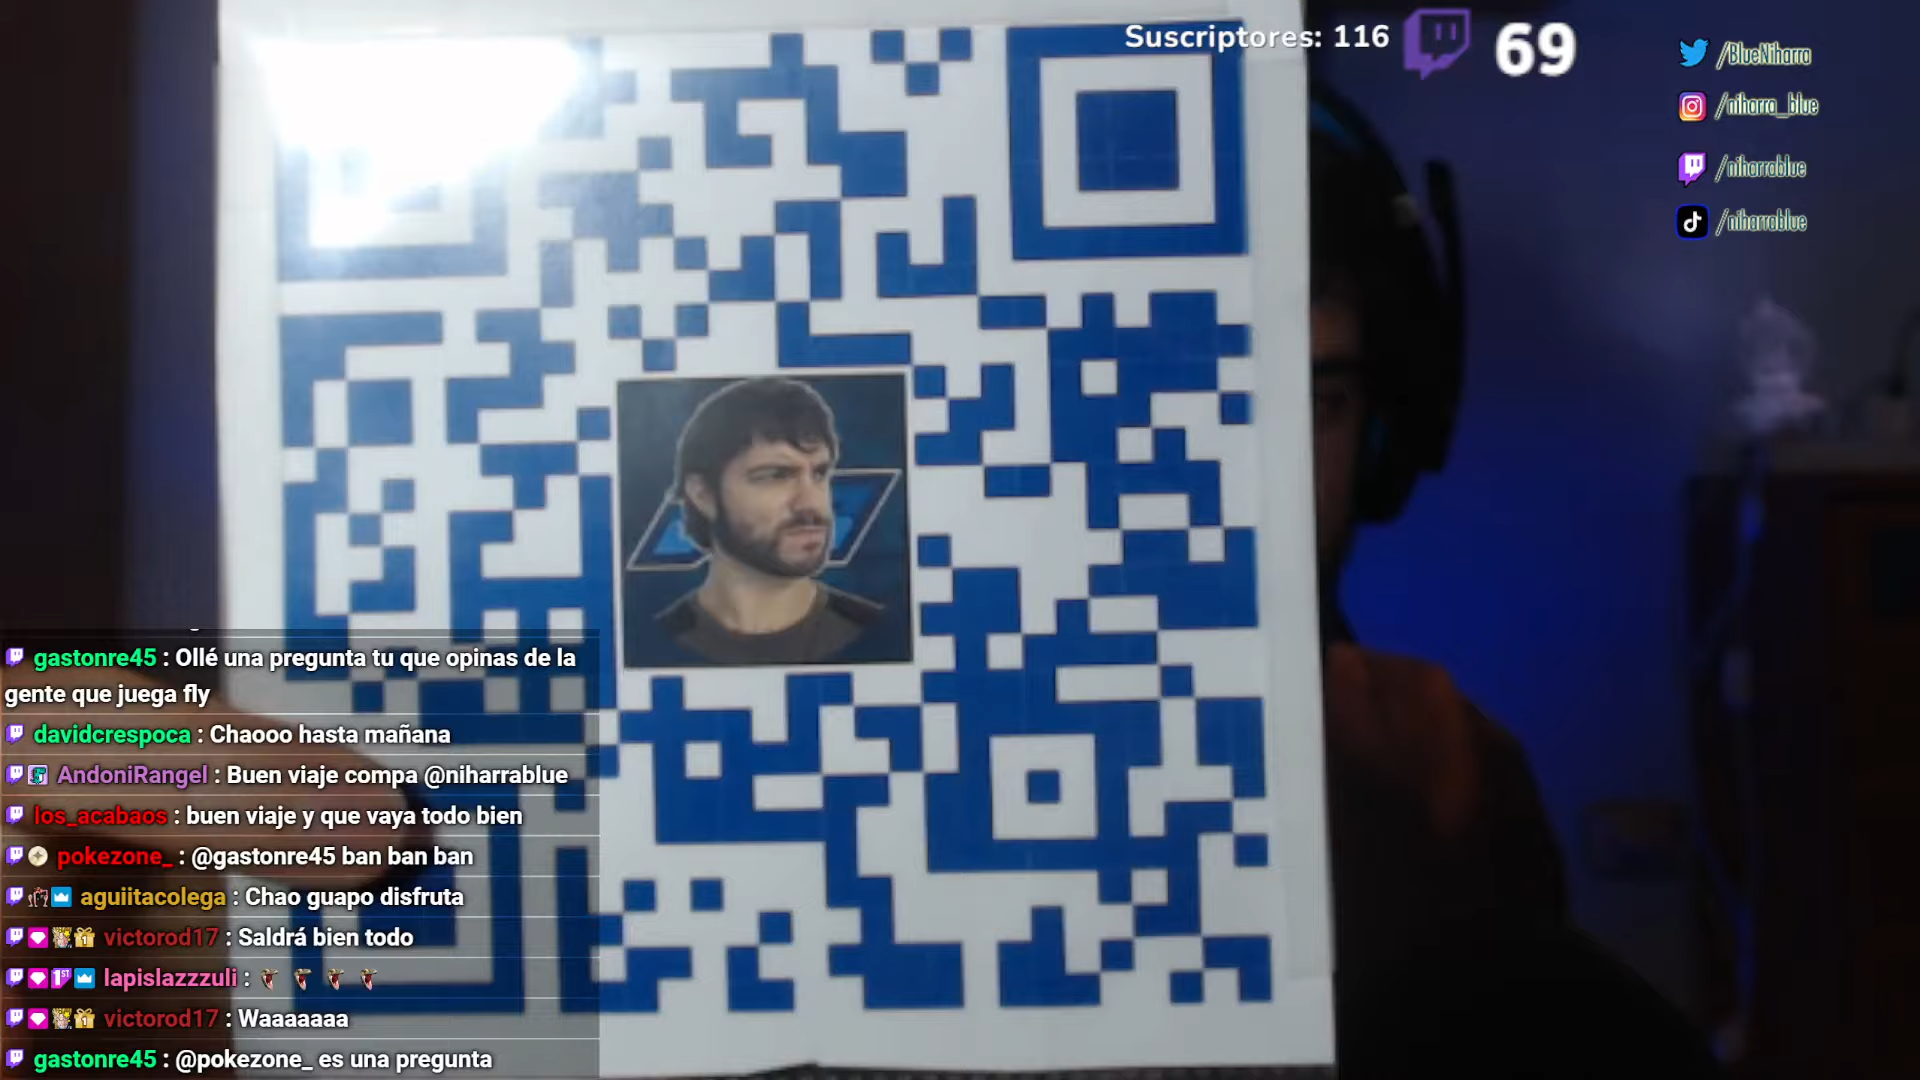 Suscriptores: 116
69
/BlueNiharra
/niharra_blue
/niharrablue
/niharrablue
gastonre45 : Ollé una pregunta tu que opinas de la
gente que juega fly
davidcrespoca : Chaooo hasta mañana
AndoniRangel : Buen viaje compa @niharrablue
los_acabaos : buen viaje y que vaya todo bien
pokezone_ : @gastonre45 ban ban ban
aguiitacolega : Chao guapo disfruta
victorod17 : Saldrá bien todo
lapislazzzuli :
victorod17 : Waaaaaaa
gastonre45 : @pokezone_ es una pregunta